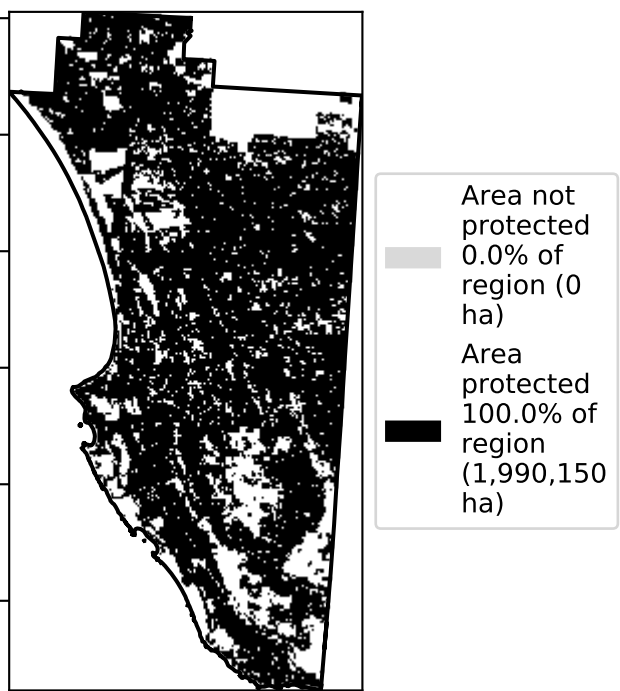 Area not
protected
0.0% of
region (0
ha)
Area
protected
100.0% of
region
(1,990,150
ha)